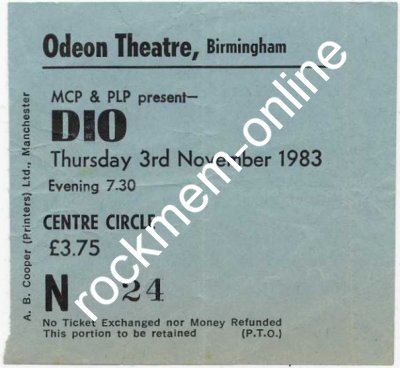 Odeon Theatre, Birmingham
MCP & PLP present—
DIO
Thursday 3rd November 1983
Evening 7.30
CENTRE CIRCLE
£3.75
N 24
No Ticket Exchanged nor Money Refunded
This portion to be retained (P.T.O.)
A. B. Cooper (Printers) Ltd., Manchester
rockmem-online